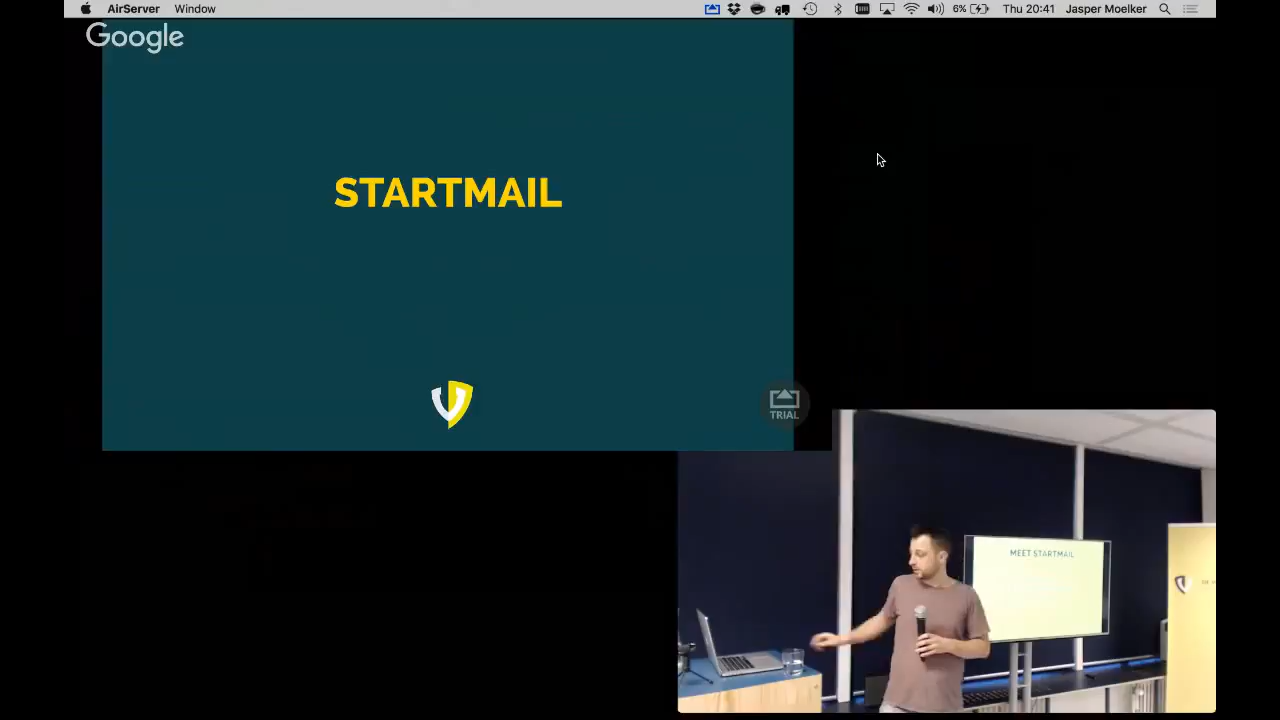 AirServer Window 6% Thu 20:41 Jasper Moelker
Google
STARTMAIL
TRIAL
MEET STARTMAIL